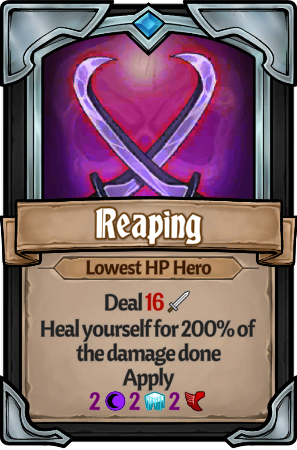 Reaping
Lowest HP Hero
Deal 16
Heal yourself for 200% of
the damage done
Apply
2 2 2